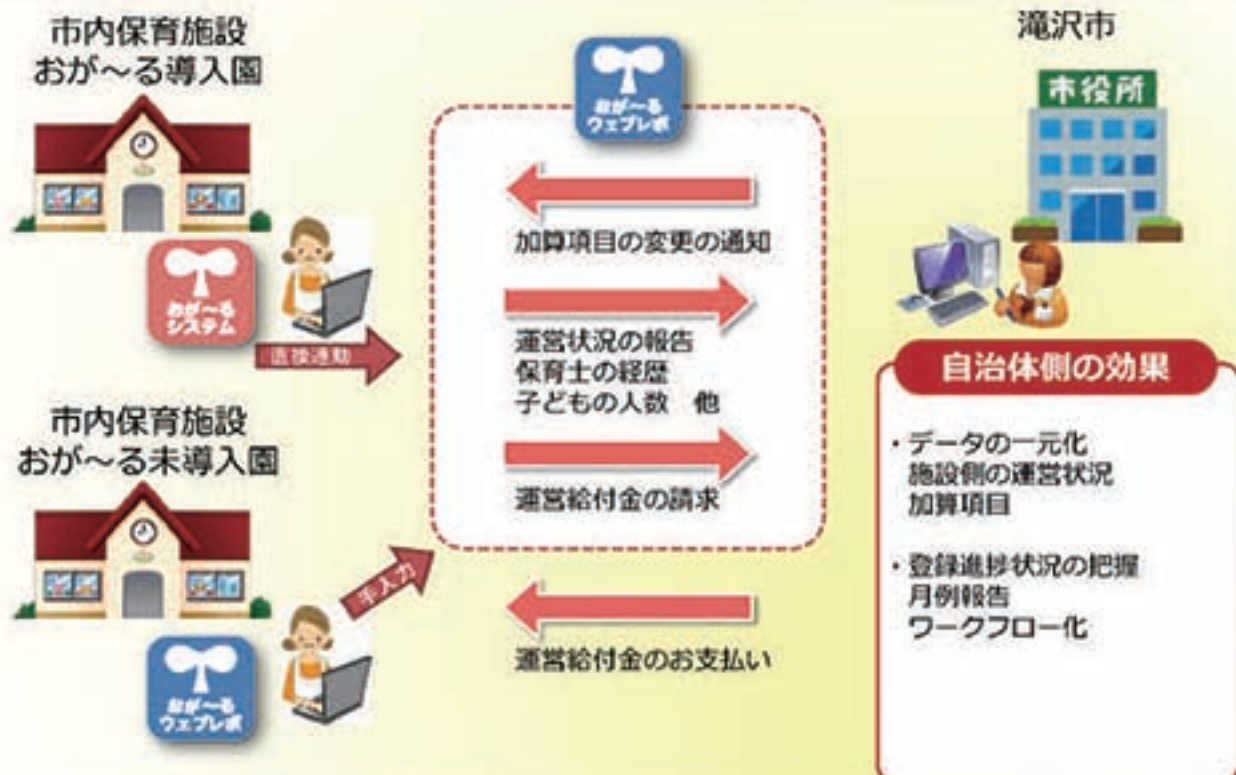 市内保育施設
おが～る導入園
おが～る
システム
直接連動
市内保育施設
おが～る未導入園
おが～る
ウェブレポ
手入力
おが～る
ウェブレポ
加算項目の変更の通知
運営状況の報告
保育士の経歴
子どもの人数 他
運営給付金の請求
運営給付金のお支払い
滝沢市
市役所
自治体側の効果
・データの一元化
施設側の運営状況
加算項目
・登録進捗状況の把握
月例報告
ワークフロー化